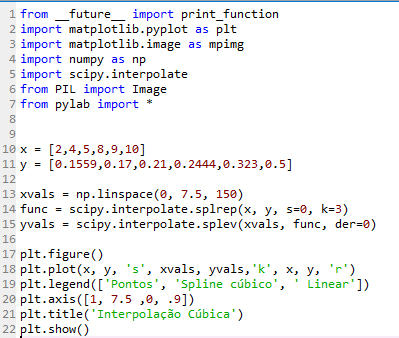 1 from __future__ import print_function
2 import matplotlib.pyplot as plt
3 import matplotlib.image as mpimg
4 import numpy as np
5 import scipy.interpolate
6 from PIL import Image
7 from pylab import *
8
9
10 x = [2,4,5,8,9,10]
11 y = [0.1559,0.17,0.21,0.2444,0.323,0.5]
12
13 xvals = np.linspace(0, 7.5, 150)
14 func = scipy.interpolate.splrep(x, y, s=0, k=3)
15 yvals = scipy.interpolate.splev(xvals, func, der=0)
16
17 plt.figure()
18 plt.plot(x, y, 's', xvals, yvals,'k', x, y, 'r')
19 plt.legend(['Pontos', 'Spline cúbico', ' Linear'])
20 plt.axis([1, 7.5 ,0, .9])
21 plt.title('Interpolação Cúbica')
22 plt.show()